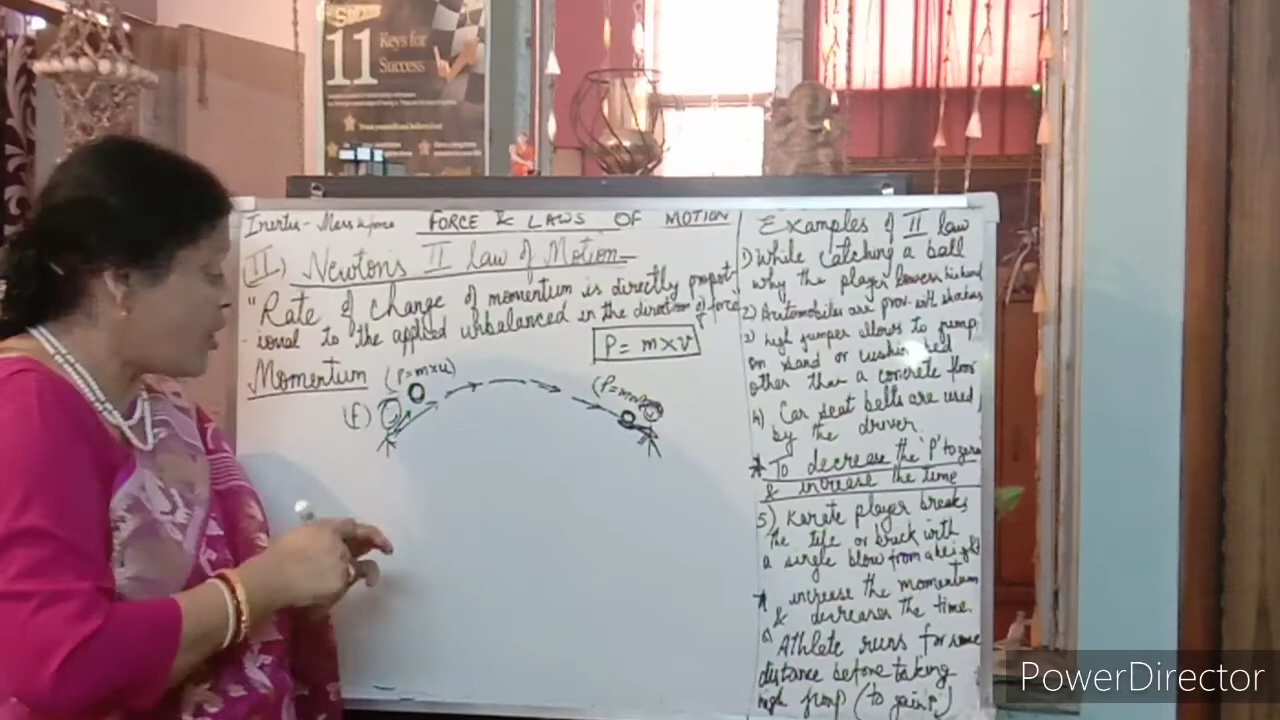 11
Keys for
Success
Inertia - Mass & force
FORCE & LAWS OF MOTION
II) Newtons II law of Motion
"Rate of change of momentum is directly proport-
ional to the applied unbalanced in the direction of force
P = m×v
Momentum
(P=m×u)
(F)
(P=m×v)
Examples of II law
1) While catching a ball
why the player lowers his hand
2) Automobiles are prov. with shockers
3) high jumper allows to jump
on sand or cushion bed
other than a concrete floor
4) Car seat belts are used
by the driver.
* To decrease the 'P' to zero
& increase the time
5) Karate player breaks
the tile or brick with
a single blow from a height
* increase the momentum
& decreases the time.
6) Athlete runs for some
distance before taking
high jump (to gain P)
PowerDirector